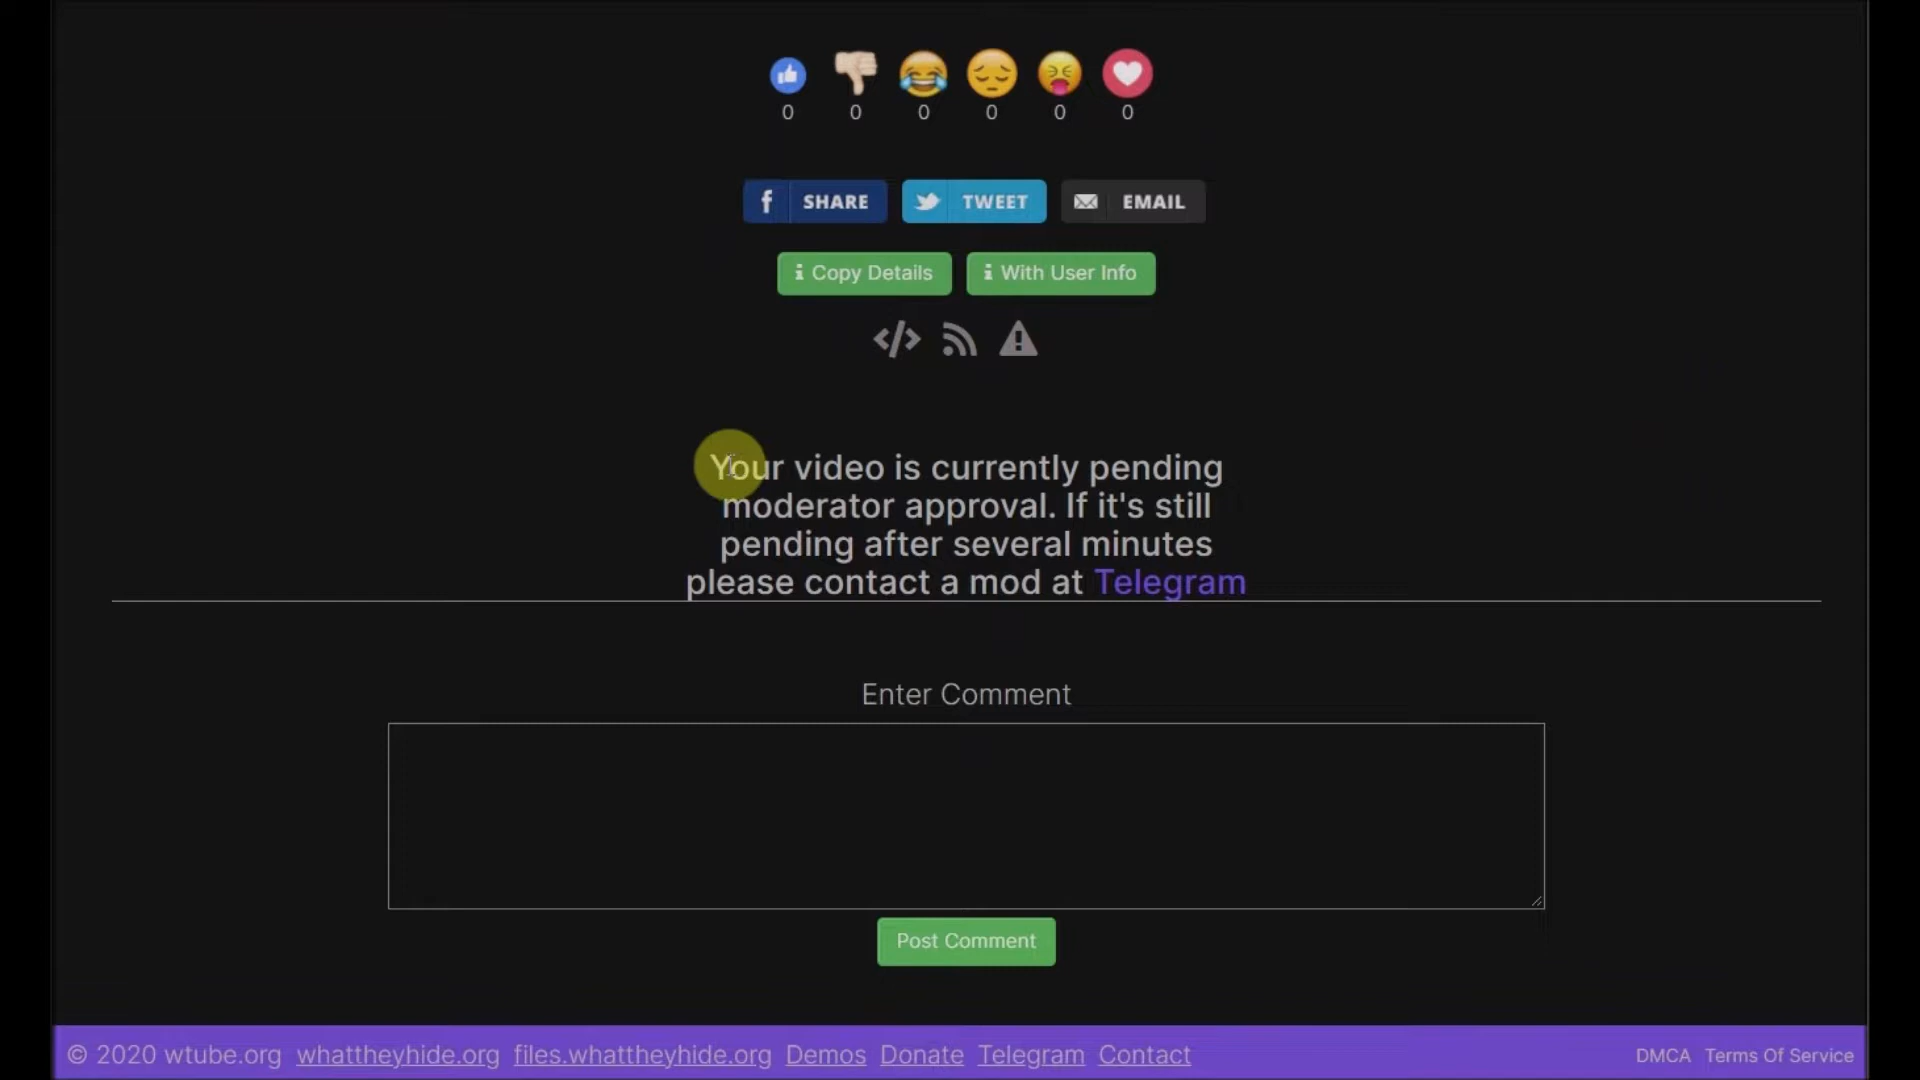 0 0 0 0 0 0
f SHARE TWEET EMAIL
i Copy Details i With User Info
</>
Your video is currently pending
moderator approval. If it's still
pending after several minutes
please contact a mod at Telegram
Enter Comment
Post Comment
© 2020 wtube.org whattheyhide.org files.whattheyhide.org Demos Donate Telegram Contact DMCA Terms Of Service